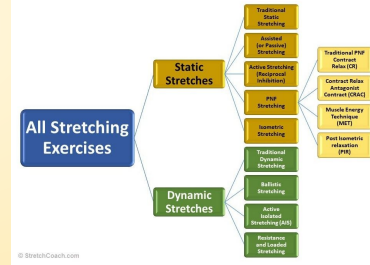 Traditional
Static
Stretching
Assisted
(or Passive)
Stretching
Static
Stretches
Active Stretching
(Reciprocal
Inhibition)
PNF
Stretching
Isometric
Stretching
Traditional PNF
Contract
Relax (CR)
Contract Relax
Antagonist
Contract (CRAC)
Muscle Energy
Technique
(MET)
Post Isometric
relaxation
(PIR)
All Stretching
Exercises
Dynamic
Stretches
Traditional
Dynamic
Stretching
Ballistic
Stretching
Active
Isolated
Stretching (AIS)
Resistance
and Loaded
Stretching
© StretchCoach.com